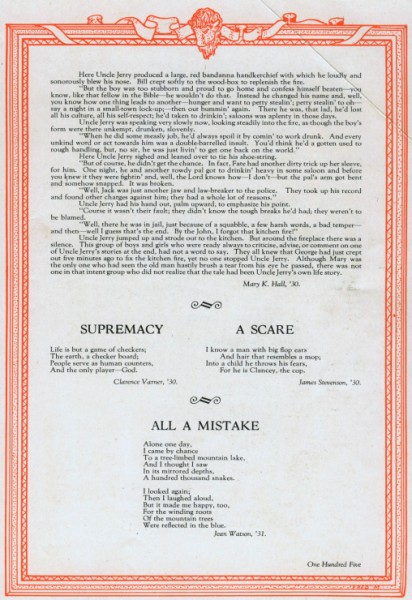 Here Uncle Jerry produced a large, red bandanna handkerchief with which he loudly and
sonorously blew his nose. Bill crept softly to the wood-box to replenish the fire.
"But the boy was too stubborn and proud to go home and confess himself beaten—you
know, like that fellow in the Bible—he wouldn't do that. Instead he changed his name and, well,
you know how one thing leads to another—hunger and want to petty stealin'; petty stealin' to oh—
say a night in a small-town lock-up—then out bummin' again. There he was, that lad, he'd lost
all his culture, all his self-respect; he'd taken to drinkin'; saloons was aplenty in those days.
Uncle Jerry was speaking very slowly now, looking steadily into the fire, as though the boy's
form were there unkempt, drunken, slovenly.
"When he did some measly job, he'd always spoil it by comin' to work drunk. And every
unkind word or act towards him was a double-barrelled insult. You'd think he'd a gotten used to
rough handling, but, no sir, he was just livin' to get one back on the world."
Here Uncle Jerry sighed and leaned over to tie his shoe-string.
"But of course, he didn't get the chance. In fact, Fate had another dirty trick up her sleeve,
for him. One night, he and another rowdy pal got to drinkin' heavy in some saloon and before
you knew it they were fightin' and, well, the Lord knows how—I don't—but the pal's arm got bent
and somehow snapped. It was broken.
"Well, Jack was just another jaw and law-breaker to the police. They took up his record
and found other charges against him; they had a whole lot of reasons."
Uncle Jerry had his hand out, palm upward, to emphasize his point.
"Course it wasn't their fault; they didn't know the tough breaks he'd had; they weren't to
be blamed.
"Well, there he was in jail, just because of a squabble, a few harsh words, a bad temper—
and then—well I guess that's the end. By the John, I forgot that kitchen fire!"
Uncle Jerry jumped up and strode out to the kitchen. But around the fireplace there was a
silence. This group of boys and girls who were ready always to criticise, advise, or comment on one
of Uncle Jerry's stories at the end, had not a word to say. They all knew that George had just crept
out five minutes ago to fix the kitchen fire, yet no one stopped Uncle Jerry. Although Mary was
the only one who had seen the old man hastily brush a tear from his eye he passed, there was not
one in that intent group who did not realize that the tale had been Uncle Jerry's own life story.
Mary K. Hall, '30.
SUPREMACY
Life is but a game of checkers;
The earth, a checker board;
People serve as human counters,
And the only player—God.
Clarence Varner, '30.
A SCARE
I know a man with big flop ears
And hair that resembles a mop;
Into a child he throws his fears,
For he is Clancey, the cop.
James Stevenson, '30.
ALL A MISTAKE
Alone one day,
I came by chance
To a tree-limbed mountain lake,
And I thought I saw
In its mirrored depths,
A hundred thousand snakes.
I looked again;
Then I laughed aloud,
But it made me happy, too,
For the winding roots
Of the mountain trees
Were reflected in the blue.
Jean Watson, '31.
One Hundred Five